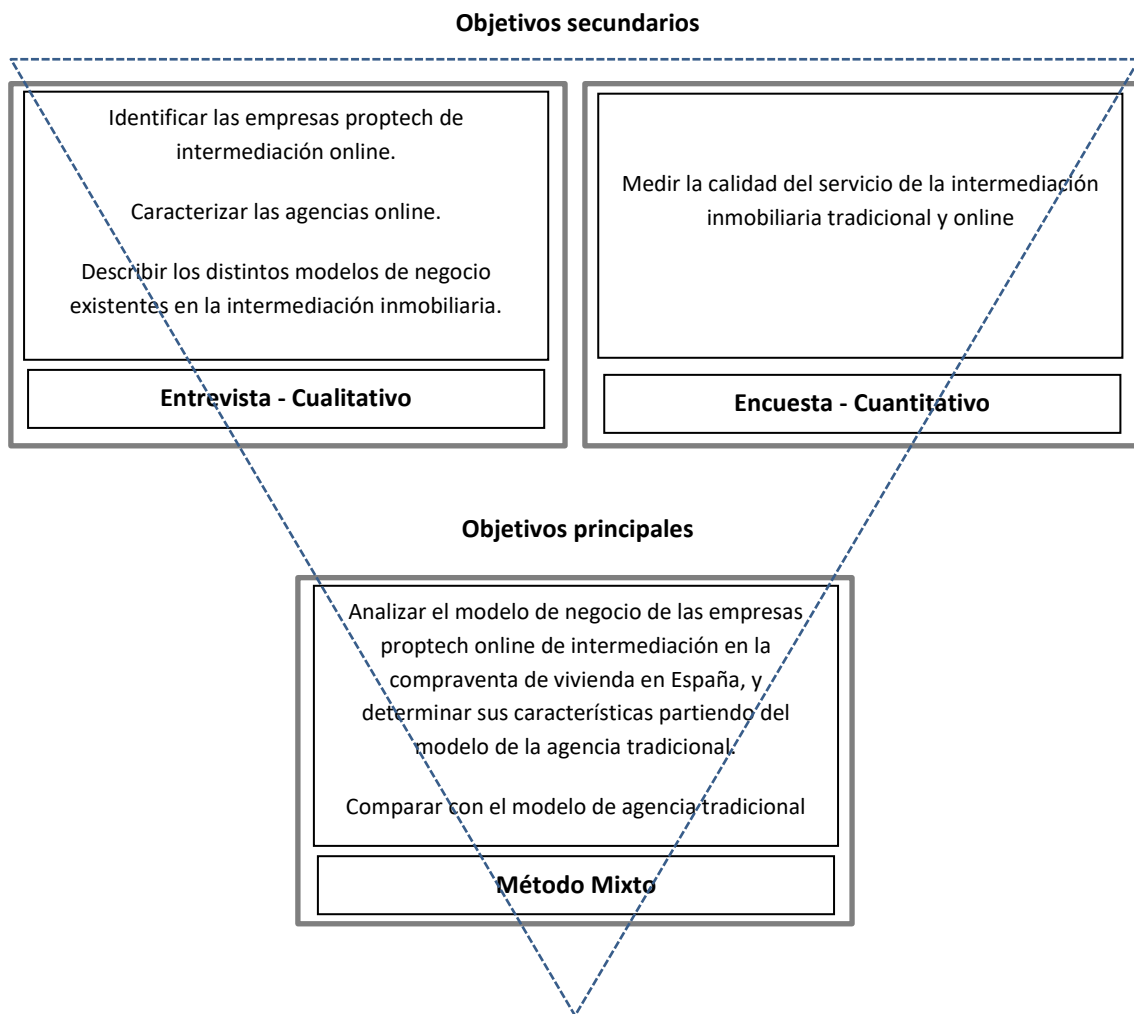 Objetivos secundarios
Identificar las empresas proptech de
intermediación online.
Caracterizar las agencias online.
Describir los distintos modelos de negocio
existentes en la intermediación inmobiliaria.
Entrevista - Cualitativo
Medir la calidad del servicio de la intermediación
inmobiliaria tradicional y online
Encuesta - Cuantitativo
Objetivos principales
Analizar el modelo de negocio de las empresas
proptech online de intermediación en la
compraventa de vivienda en España, y
determinar sus características partiendo del
modelo de la agencia tradicional.
Comparar con el modelo de agencia tradicional
Método Mixto